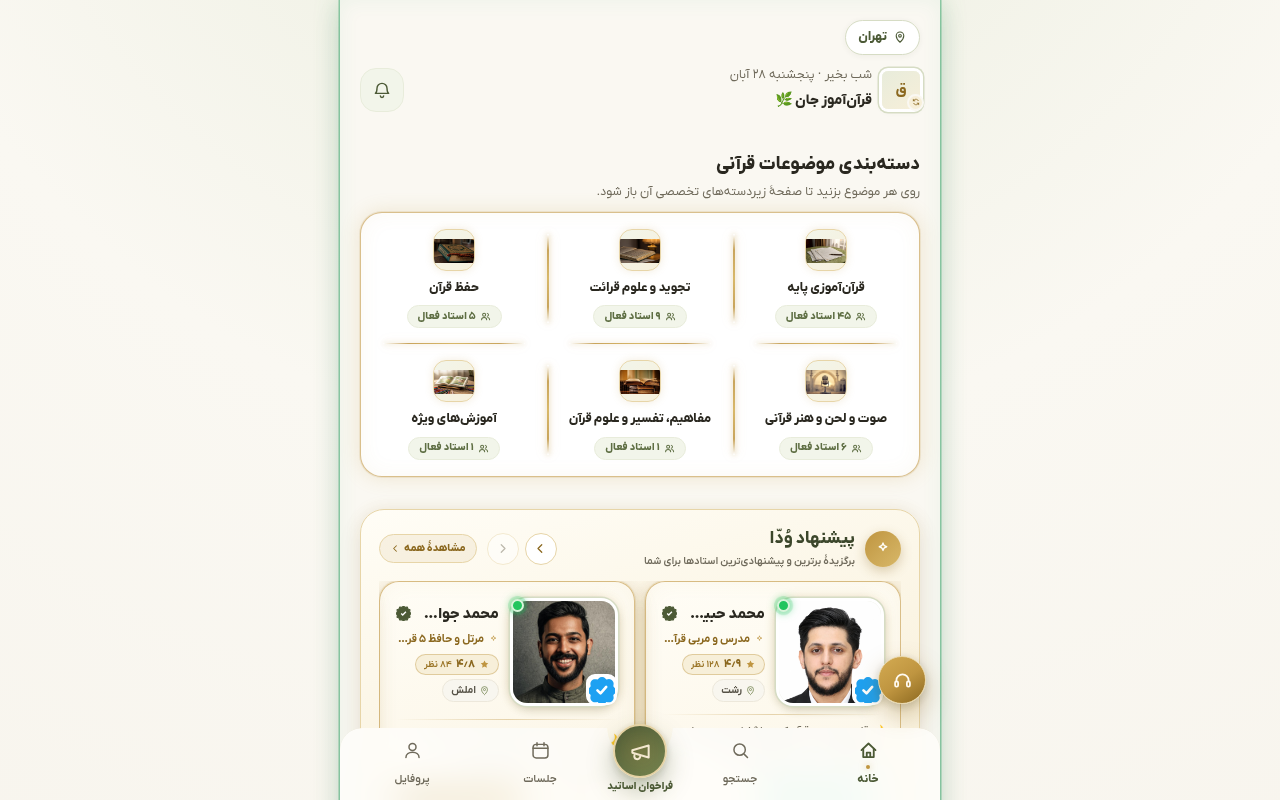 تهران
شب بخیر · پنجشنبه ۲۸ آبان
ق
قرآن‌آموز جان 🌿
دسته‌بندی موضوعات قرآنی
روی هر موضوع بزنید تا صفحهٔ زیردسته‌های تخصصی آن باز شود.
قرآن‌آموزی پایه
۴۵ استاد فعال
تجوید و علوم قرائت
۹ استاد فعال
حفظ قرآن
۵ استاد فعال
صوت و لحن و هنر قرآنی
۶ استاد فعال
مفاهیم، تفسیر و علوم قرآن
۱ استاد فعال
آموزش‌های ویژه
۱ استاد فعال
پیشنهاد وُدّا
برگزیدهٔ برترین و پیشنهادی‌ترین استادها برای شما
مشاهدهٔ همه
محمد حبیـ...
مدرس و مربی قرآ...
۴٫۹ ۱۲۸ نظر
رشت
محمد جوا...
مرتل و حافظ ۵ قر...
۴٫۸ ۸۴ نظر
املش
خانه
جستجو
فراخوان اساتید
جلسات
پروفایل